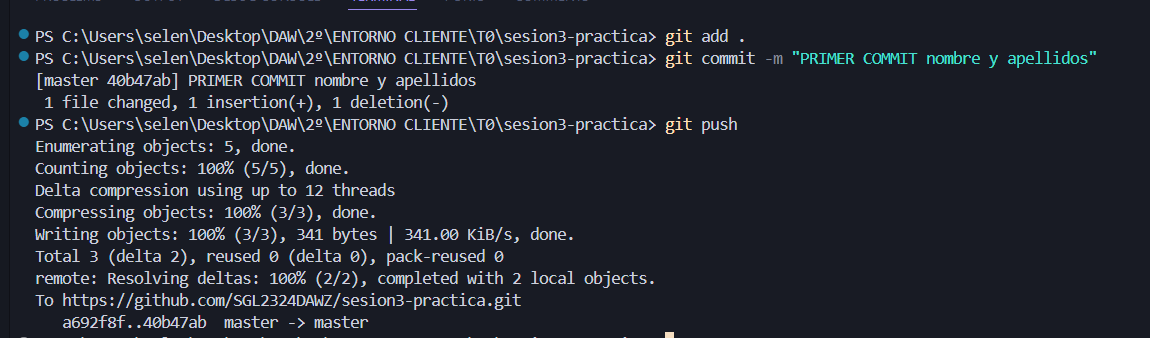 TERMINAL
PS C:\Users\selen\Desktop\DAW\2º\ENTORNO CLIENTE\T0\sesion3-practica> git add .
PS C:\Users\selen\Desktop\DAW\2º\ENTORNO CLIENTE\T0\sesion3-practica> git commit -m "PRIMER COMMIT nombre y apellidos"
[master 40b47ab] PRIMER COMMIT nombre y apellidos
1 file changed, 1 insertion(+), 1 deletion(-)
PS C:\Users\selen\Desktop\DAW\2º\ENTORNO CLIENTE\T0\sesion3-practica> git push
Enumerating objects: 5, done.
Counting objects: 100% (5/5), done.
Delta compression using up to 12 threads
Compressing objects: 100% (3/3), done.
Writing objects: 100% (3/3), 341 bytes | 341.00 KiB/s, done.
Total 3 (delta 2), reused 0 (delta 0), pack-reused 0
remote: Resolving deltas: 100% (2/2), completed with 2 local objects.
To https://github.com/SGL2324DAWZ/sesion3-practica.git
a692f8f..40b47ab master -> master